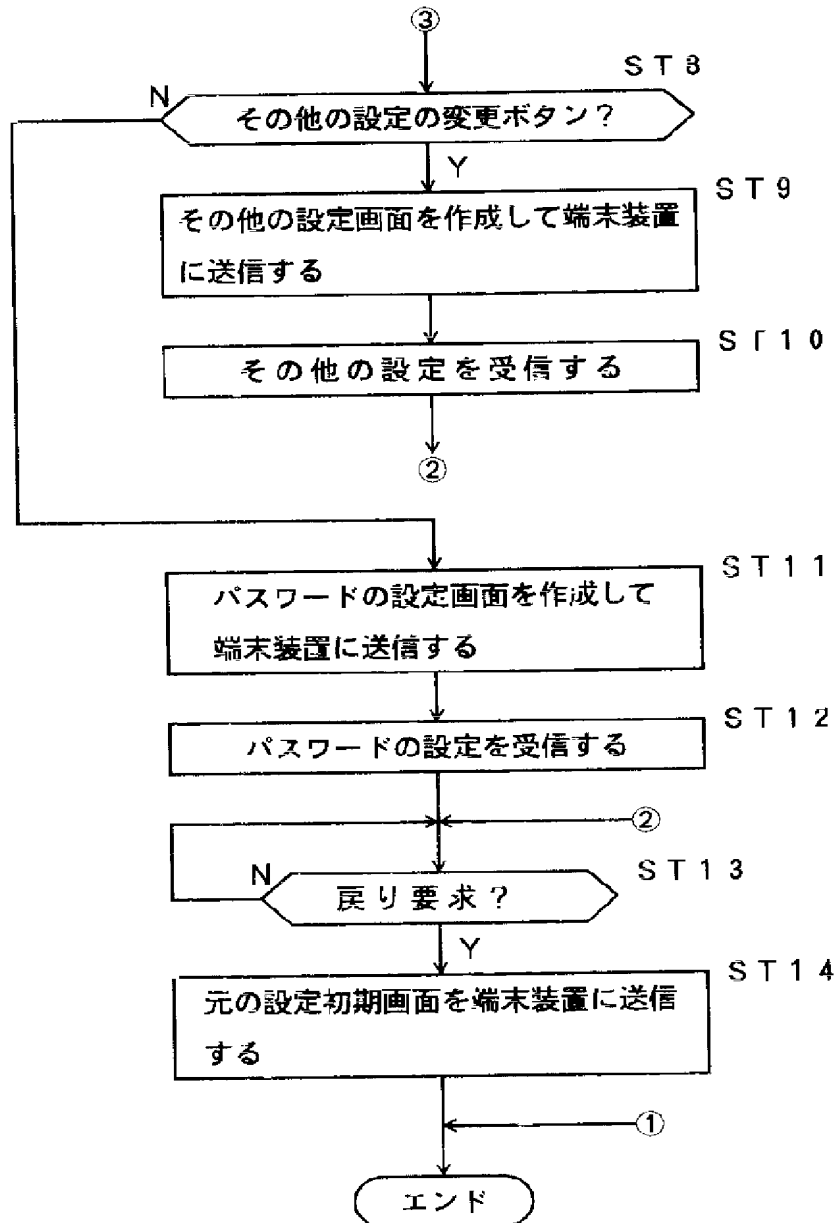 ③
ST8
N
その他の設定の変更ボタン？
Y
ST9
その他の設定画面を作成して端末装置
に送信する
ST10
その他の設定を受信する
②
ST11
パスワードの設定画面を作成して
端末装置に送信する
ST12
パスワードの設定を受信する
②
ST13
N
戻り要求？
Y
ST14
元の設定初期画面を端末装置に送信
する
①
エンド